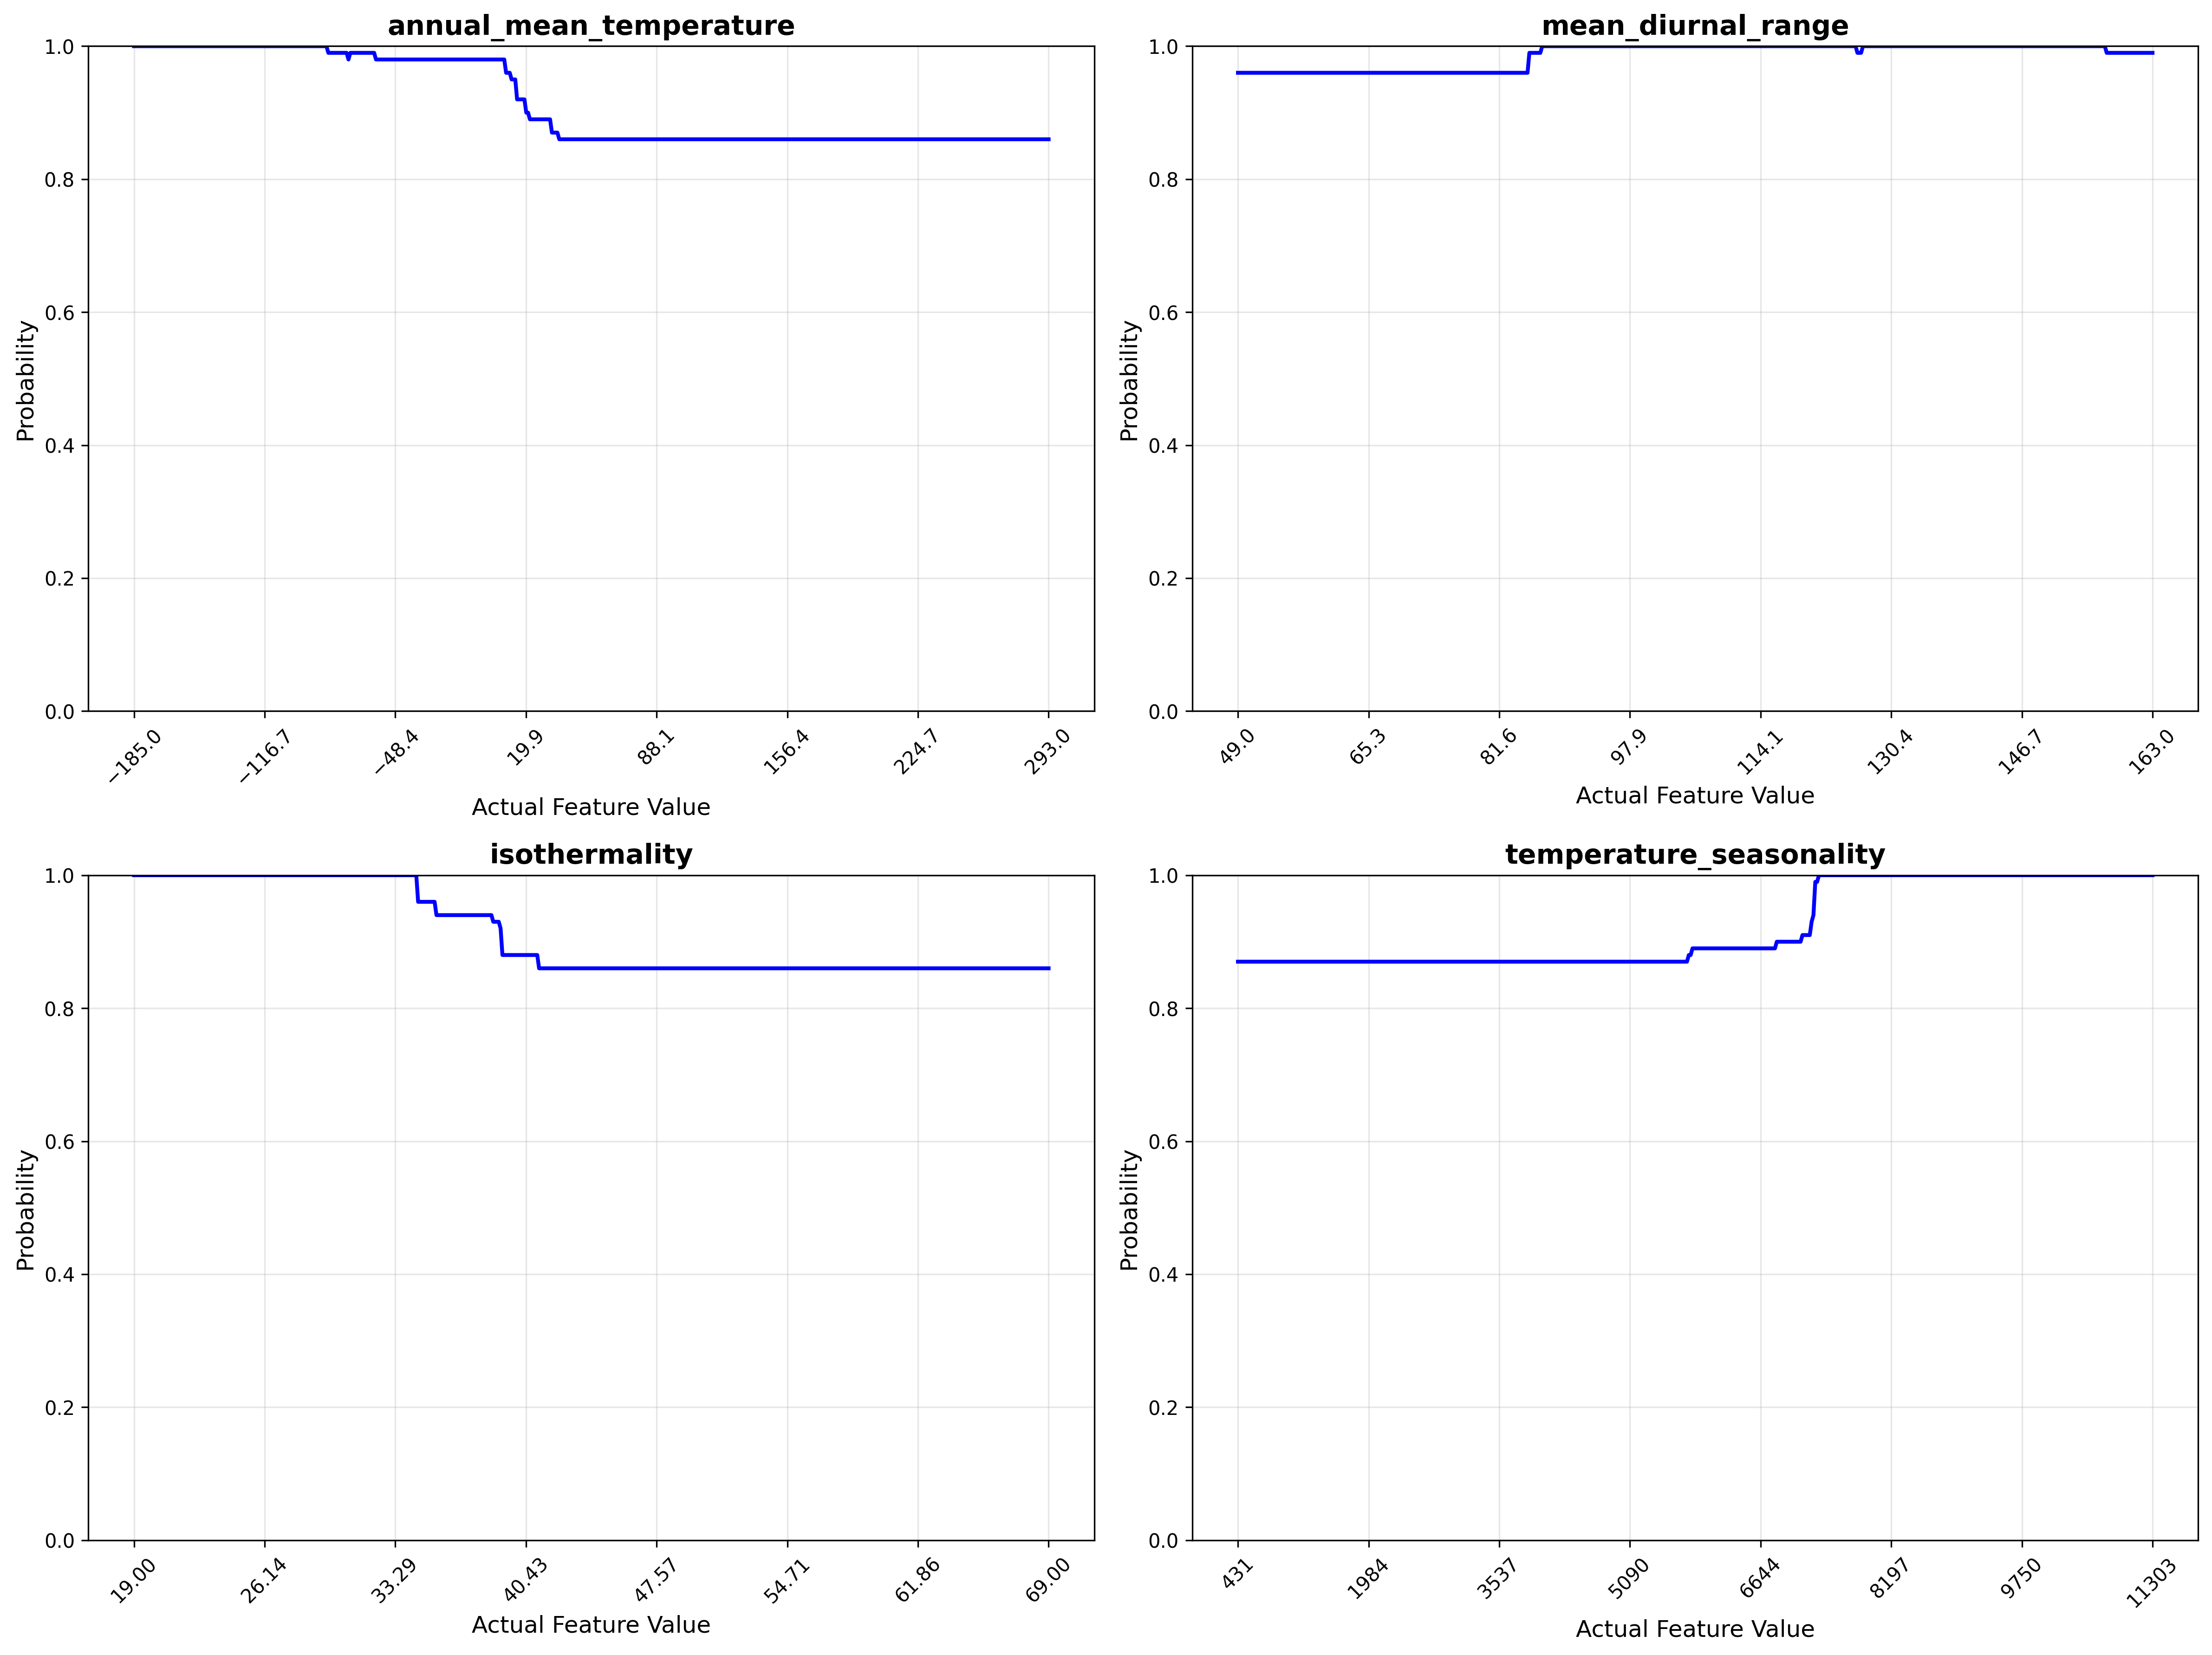 annual_mean_temperature
1.0
0.8
0.6
0.4
0.2
0.0
Probability
−185.0 −116.7 −48.4 19.9 88.1 156.4 224.7 293.0
Actual Feature Value
mean_diurnal_range
1.0
0.8
0.6
0.4
0.2
0.0
Probability
49.0 65.3 81.6 97.9 114.1 130.4 146.7 163.0
Actual Feature Value
isothermality
1.0
0.8
0.6
0.4
0.2
0.0
Probability
19.00 26.14 33.29 40.43 47.57 54.71 61.86 69.00
Actual Feature Value
temperature_seasonality
1.0
0.8
0.6
0.4
0.2
0.0
Probability
431 1984 3537 5090 6644 8197 9750 11303
Actual Feature Value